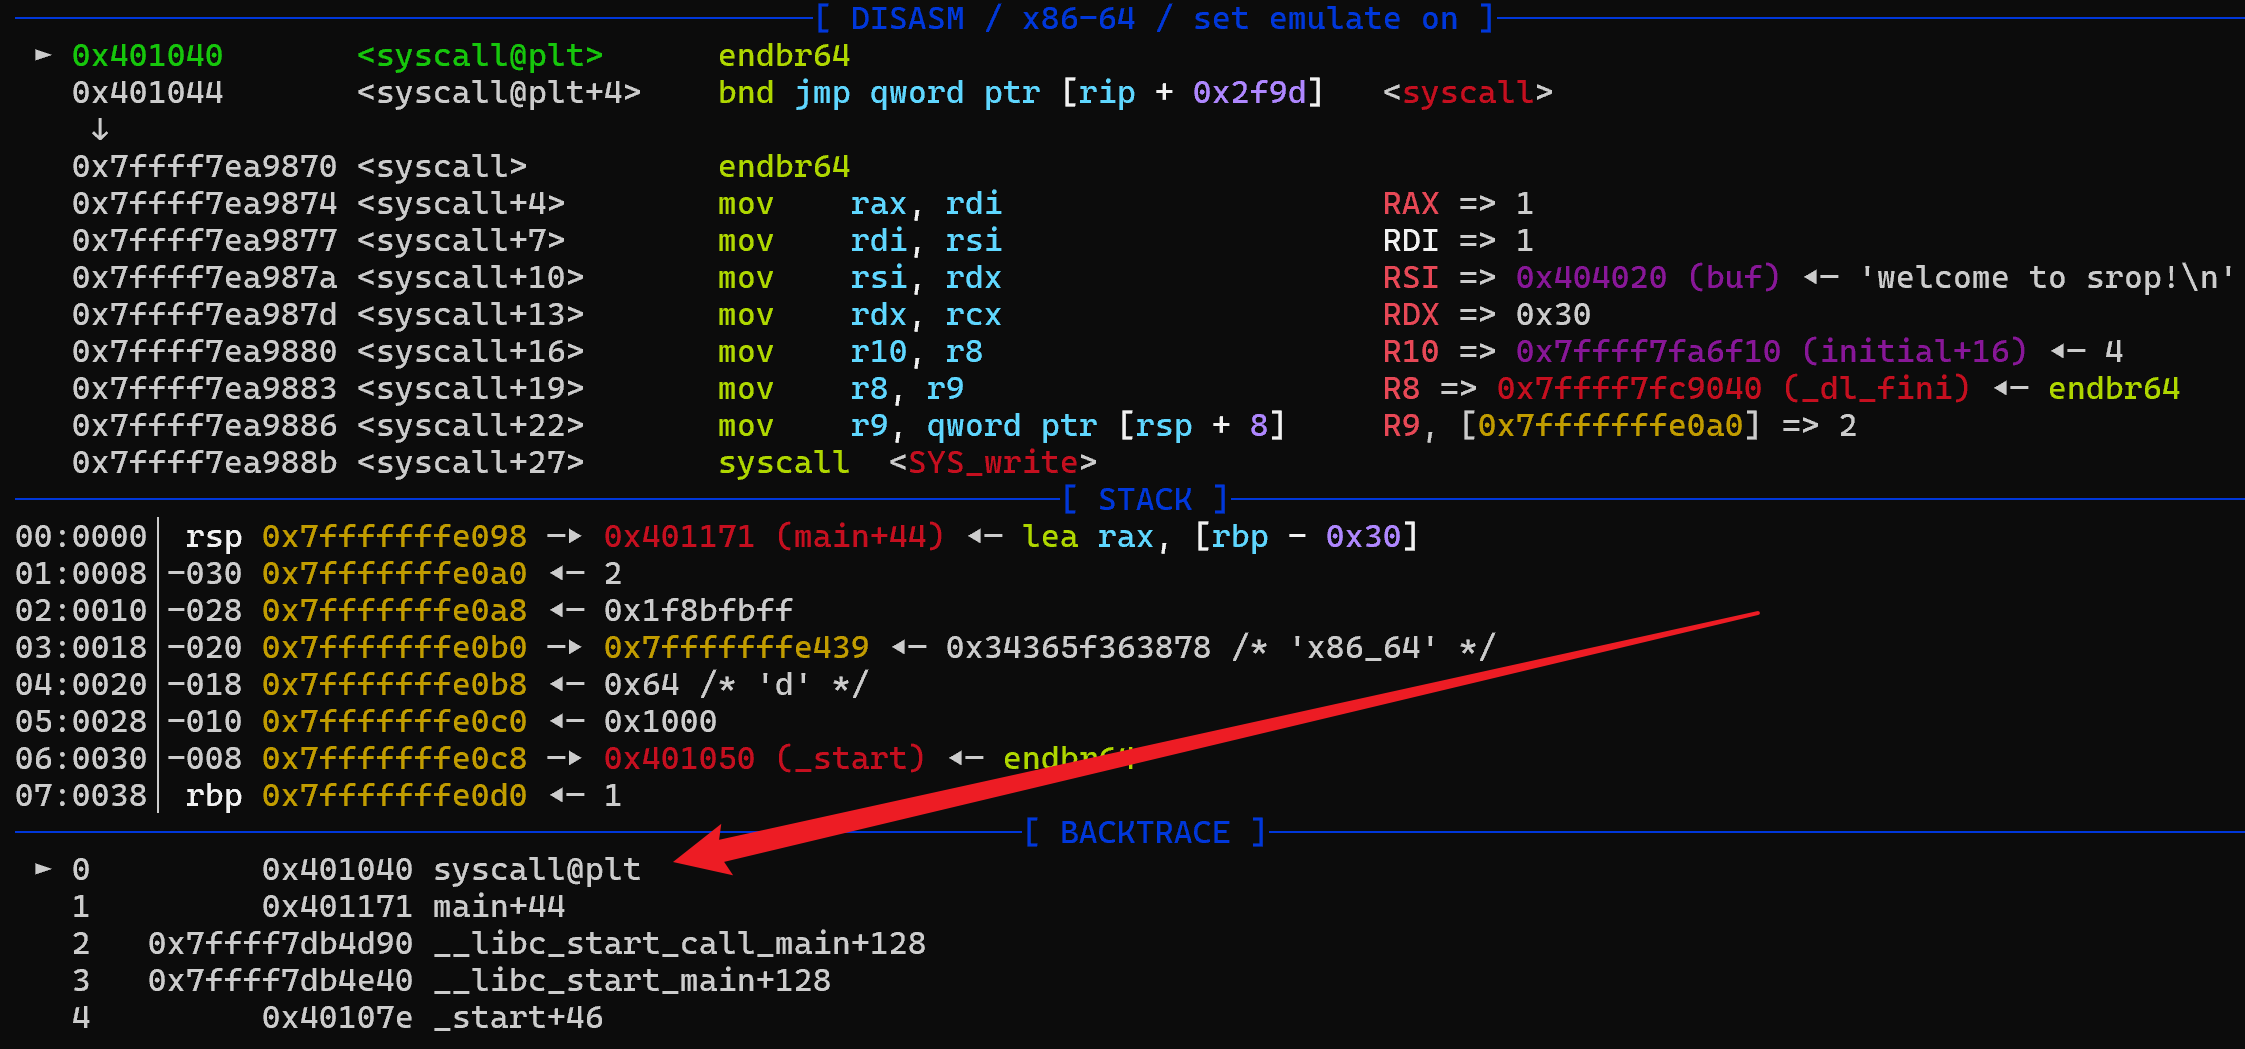 [ DISASM / x86-64 / set emulate on ]
► 0x401040 <syscall@plt> endbr64
0x401044 <syscall@plt+4> bnd jmp qword ptr [rip + 0x2f9d] <syscall>
↓
0x7ffff7ea9870 <syscall> endbr64
0x7ffff7ea9874 <syscall+4> mov rax, rdi RAX => 1
0x7ffff7ea9877 <syscall+7> mov rdi, rsi RDI => 1
0x7ffff7ea987a <syscall+10> mov rsi, rdx RSI => 0x404020 (buf) ◂— 'welcome to srop!\n'
0x7ffff7ea987d <syscall+13> mov rdx, rcx RDX => 0x30
0x7ffff7ea9880 <syscall+16> mov r10, r8 R10 => 0x7ffff7fa6f10 (initial+16) ◂— 4
0x7ffff7ea9883 <syscall+19> mov r8, r9 R8 => 0x7ffff7fc9040 (_dl_fini) ◂— endbr64
0x7ffff7ea9886 <syscall+22> mov r9, qword ptr [rsp + 8] R9, [0x7fffffffe0a0] => 2
0x7ffff7ea988b <syscall+27> syscall <SYS_write>
[ STACK ]
00:0000│ rsp 0x7fffffffe098 —▸ 0x401171 (main+44) ◂— lea rax, [rbp - 0x30]
01:0008│-030 0x7fffffffe0a0 ◂— 2
02:0010│-028 0x7fffffffe0a8 ◂— 0x1f8bfbff
03:0018│-020 0x7fffffffe0b0 —▸ 0x7fffffffe439 ◂— 0x34365f363878 /* 'x86_64' */
04:0020│-018 0x7fffffffe0b8 ◂— 0x64 /* 'd' */
05:0028│-010 0x7fffffffe0c0 ◂— 0x1000
06:0030│-008 0x7fffffffe0c8 —▸ 0x401050 (_start) ◂— endbr64
07:0038│ rbp 0x7fffffffe0d0 ◂— 1
[ BACKTRACE ]
► 0 0x401040 syscall@plt
1 0x401171 main+44
2 0x7ffff7db4d90 __libc_start_call_main+128
3 0x7ffff7db4e40 __libc_start_main+128
4 0x40107e _start+46